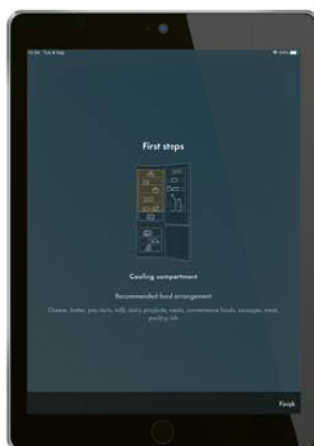 First steps
Cooling compartment
Recommended food arrangement
Cheese, butter, pie, tarts, milk, dairy products, meals, convenience foods, sausages, meat,
poultry fish
Finish